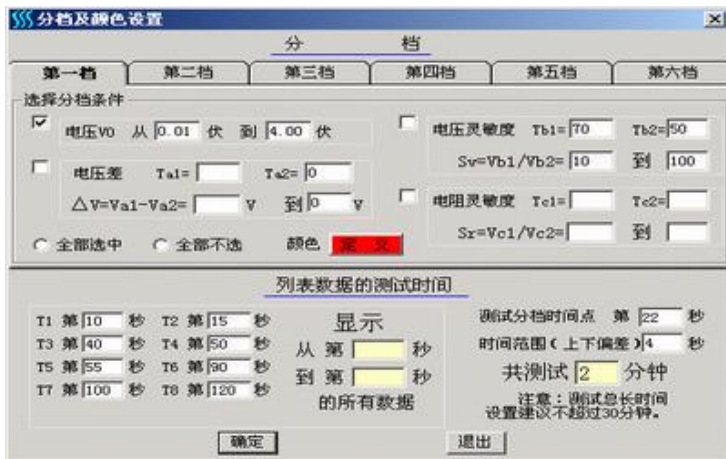 分档及颜色设置
分 档
第一档 第二档 第三档 第四档 第五档 第六档
选择分档条件
电压V0 从 0.01 伏 到 4.00 伏
电压差 Ta1= Ta2= 0
△V=Va1-Va2= V 到 0 V
电压灵敏度 Tb1= 70 Tb2= 50
Sv=Vb1/Vb2= 10 到 100
电阻灵敏度 Tc1= Tc2=
Sr=Vc1/Vc2= 到
全部选中 全部不选 颜色 定 义
列表数据的测试时间
T1 第 10 秒 T2 第 15 秒
T3 第 40 秒 T4 第 50 秒
T5 第 55 秒 T6 第 90 秒
T7 第 100 秒 T8 第 120 秒
显示
从 第 秒
到 第 秒
的所有数据
测试分档时间点 第 22 秒
时间范围(上下偏差) 4 秒
共测试 2 分钟
注意:测试总长时间
设置建议不超过30分钟。
确定 退出